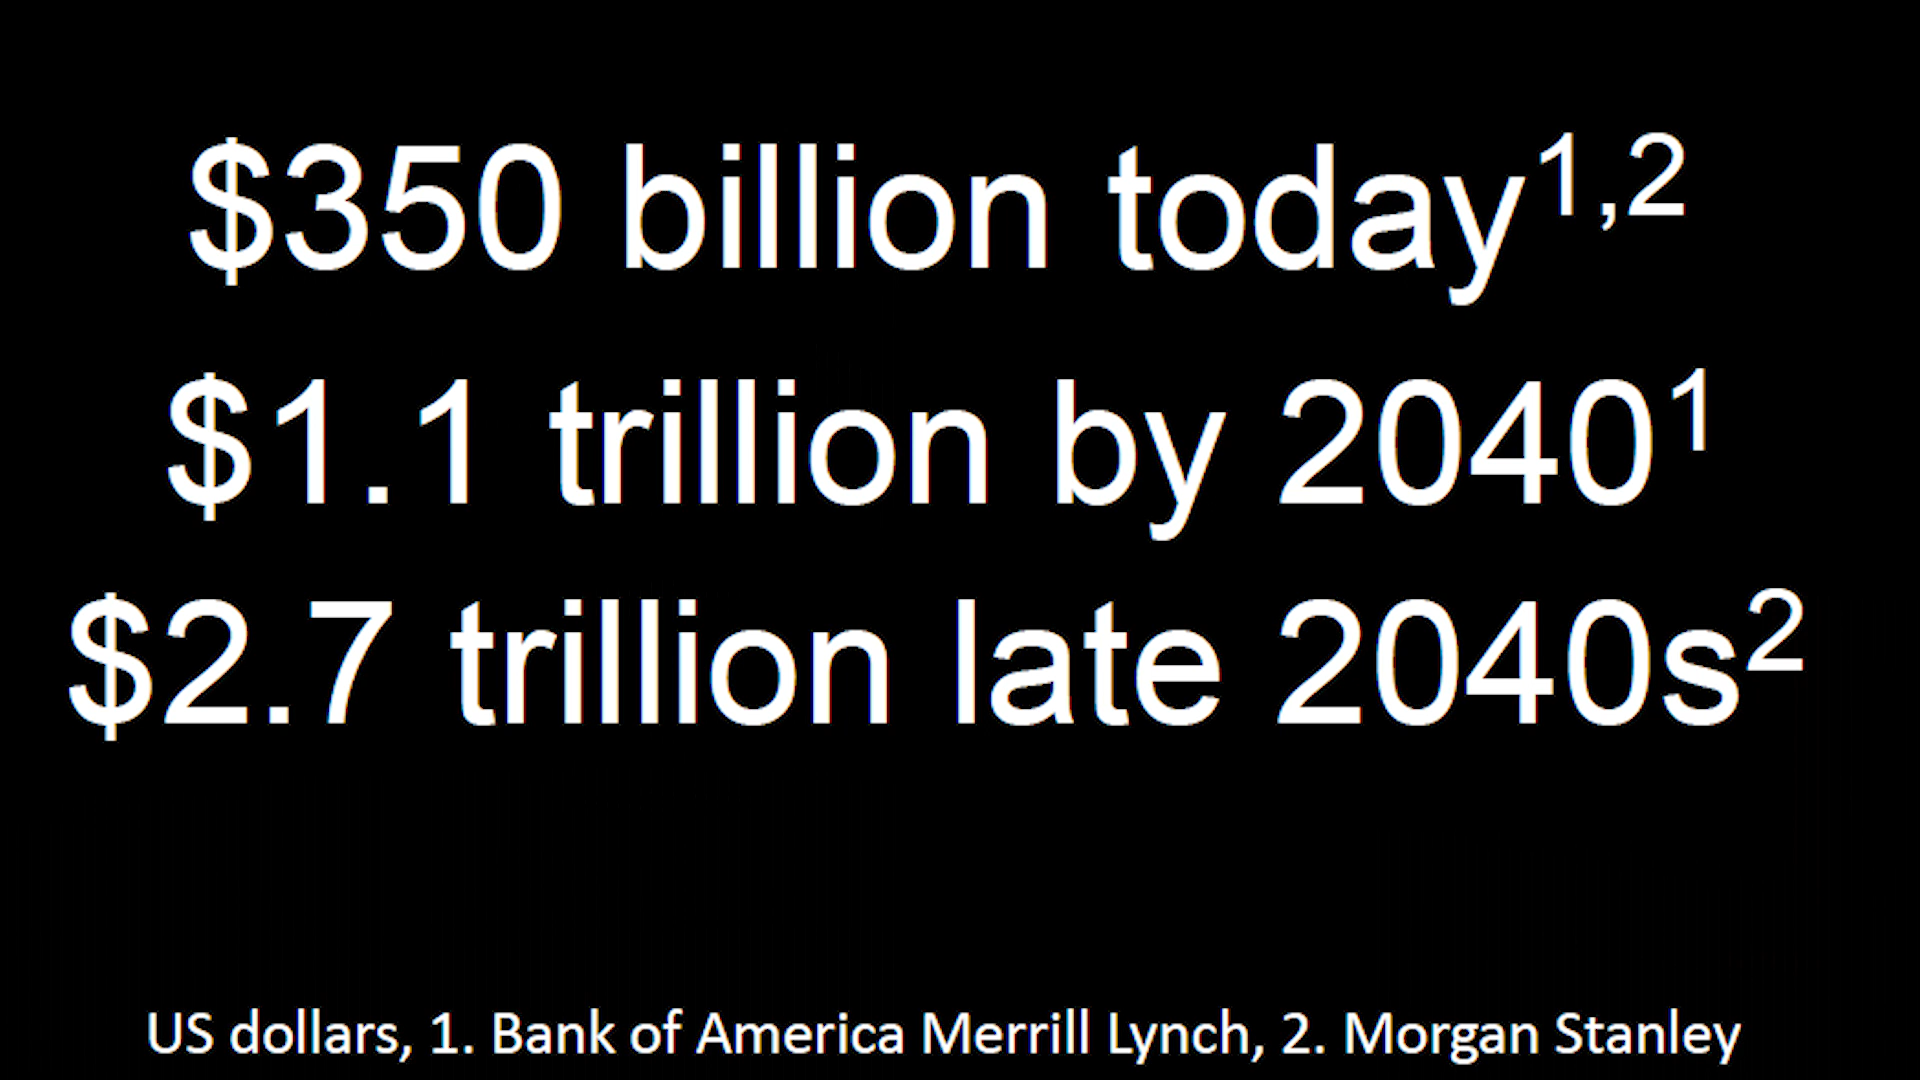 $350 billion today¹,²
$1.1 trillion by 2040¹
$2.7 trillion late 2040s²
US dollars, 1. Bank of America Merrill Lynch, 2. Morgan Stanley